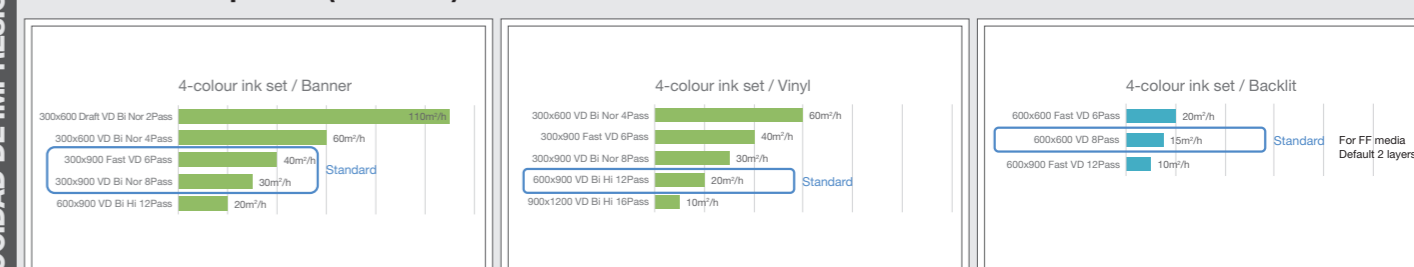 4-colour ink set / Banner
300x600 Draft VD Bi Nor 2Pass 110m²/h
300x600 VD Bi Nor 4Pass 60m²/h
300x900 Fast VD 6Pass 40m²/h
Standard
300x900 VD Bi Nor 8Pass 30m²/h
600x900 VD Bi Hi 12Pass 20m²/h
4-colour ink set / Vinyl
300x600 VD Bi Nor 4Pass 60m²/h
300x900 Fast VD 6Pass 40m²/h
300x900 VD Bi Nor 8Pass 30m²/h
600x900 VD Bi Hi 12Pass 20m²/h Standard
900x1200 VD Bi Hi 16Pass 10m²/h
4-colour ink set / Backlit
600x600 Fast VD 6Pass 20m²/h
600x600 VD 8Pass 15m²/h Standard
For FF media
Default 2 layers
600x900 Fast VD 12Pass 10m²/h